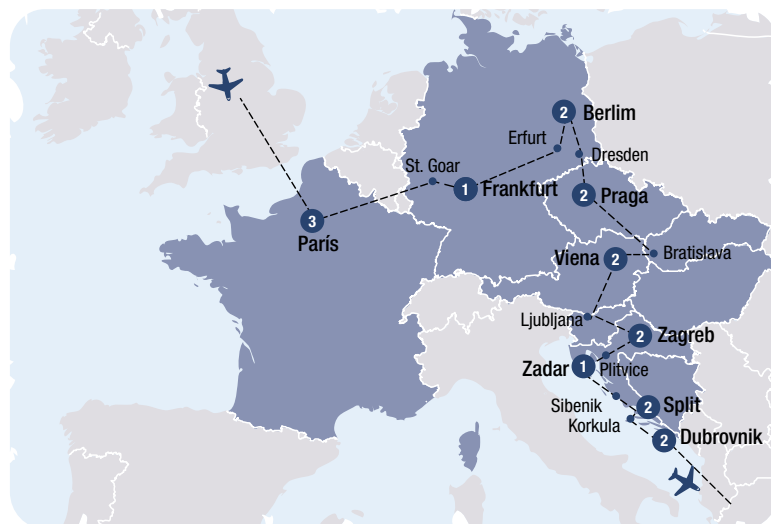 2
Berlim
Erfurt
Dresden
St. Goar
1
Frankfurt
2
Praga
3
París
Viena
2
Bratislava
Ljubljana
2
Zagreb
Zadar
1
Plitvice
Sibenik
2
Split
Korkula
2
Dubrovnik